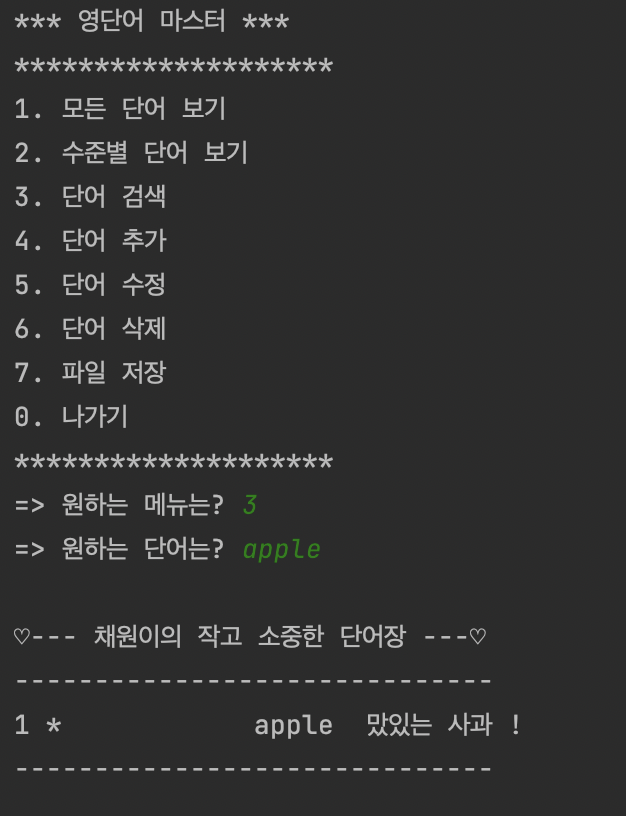 *** 영단어 마스터 ***
********************
1. 모든 단어 보기
2. 수준별 단어 보기
3. 단어 검색
4. 단어 추가
5. 단어 수정
6. 단어 삭제
7. 파일 저장
0. 나가기
********************
=> 원하는 메뉴는? 3
=> 원하는 단어는? apple
♡--- 채원이의 작고 소중한 단어장 ---♡
------------------------------
1 *            apple  맜있는 사과 !
------------------------------